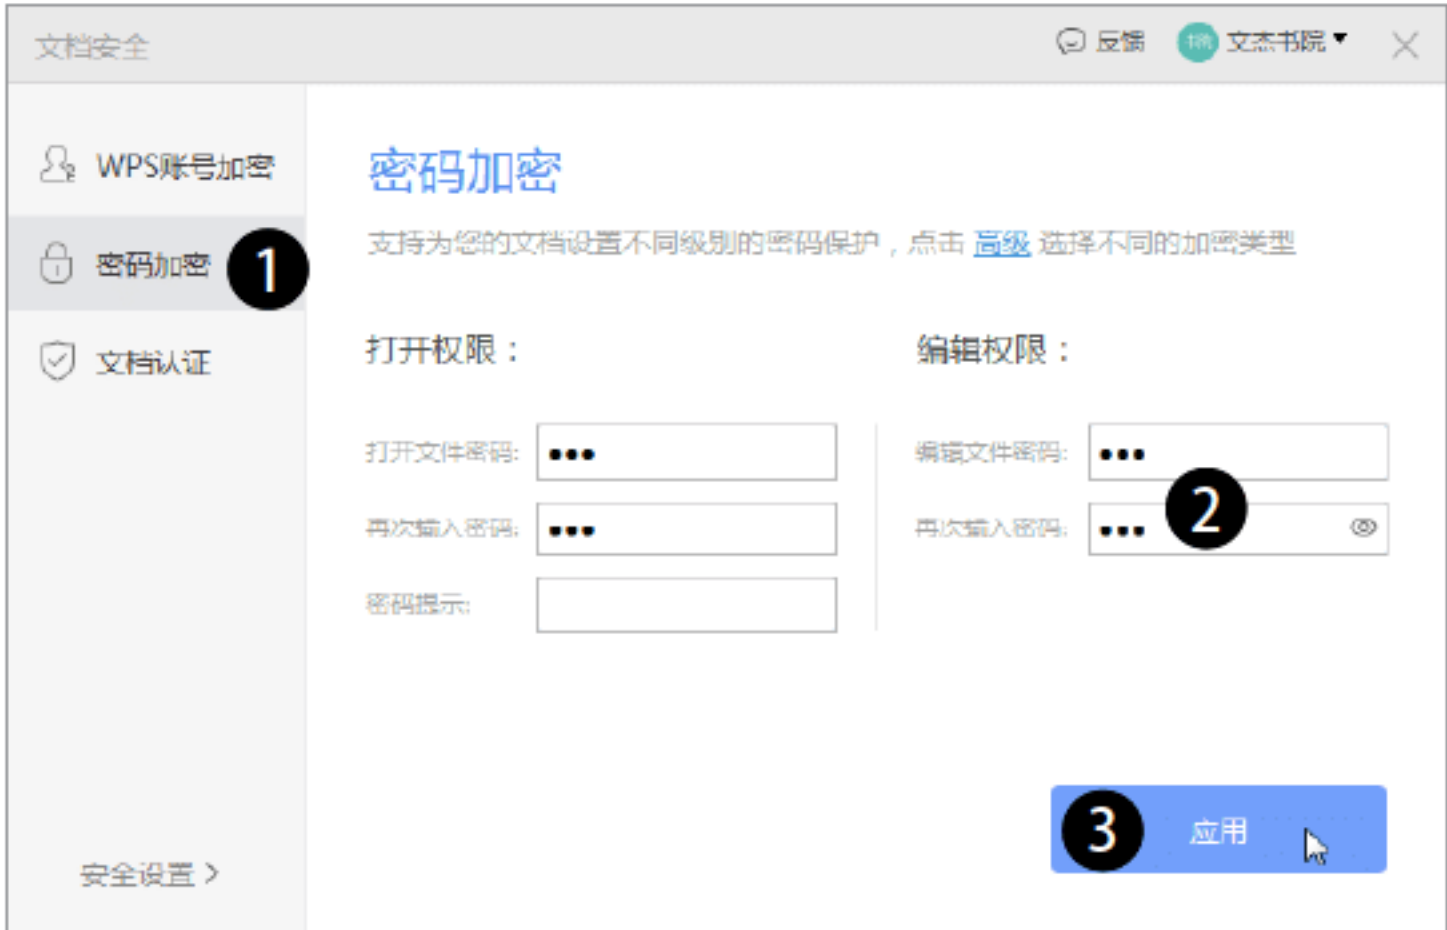 文档安全
反馈
文杰书院
WPS账号加密
密码加密
1
文档认证
安全设置 >
密码加密
支持为您的文档设置不同级别的密码保护，点击 高级 选择不同的加密类型
打开权限：
打开文件密码:
再次输入密码:
密码提示:
编辑权限：
编辑文件密码:
再次输入密码:
2
3
应用